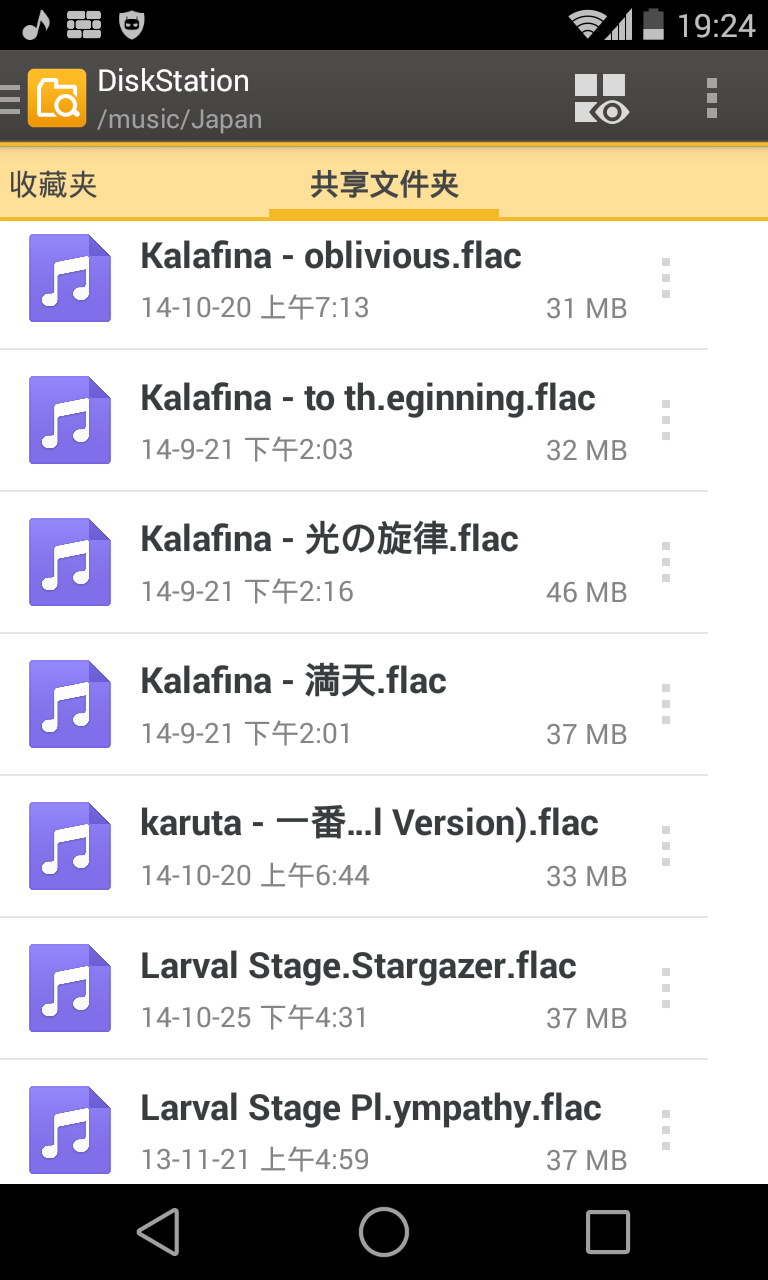 19:24
DiskStation
/music/Japan
收藏夹 共享文件夹
Kalafina - oblivious.flac
14-10-20 上午7:13 31 MB
Kalafina - to th.eginning.flac
14-9-21 下午2:03 32 MB
Kalafina - 光の旋律.flac
14-9-21 下午2:16 46 MB
Kalafina - 満天.flac
14-9-21 下午2:01 37 MB
karuta - 一番...l Version).flac
14-10-20 上午6:44 33 MB
Larval Stage.Stargazer.flac
14-10-25 下午4:31 37 MB
Larval Stage Pl.ympathy.flac
13-11-21 上午4:59 37 MB